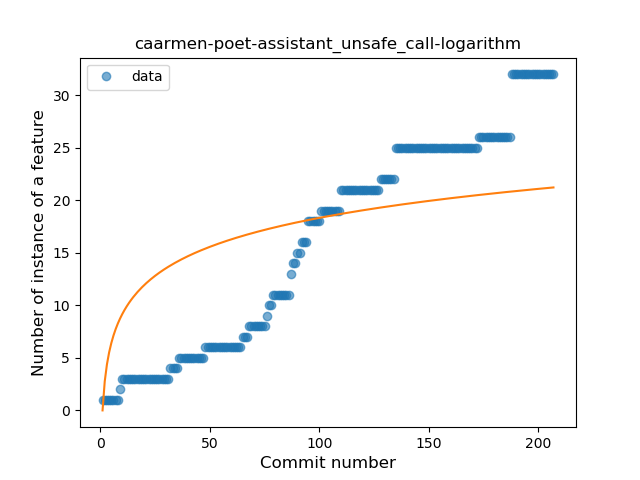 caarmen-poet-assistant_unsafe_call-logarithm
data
Number of instance of a feature
30
25
20
15
10
5
0
0 50 100 150 200
Commit number